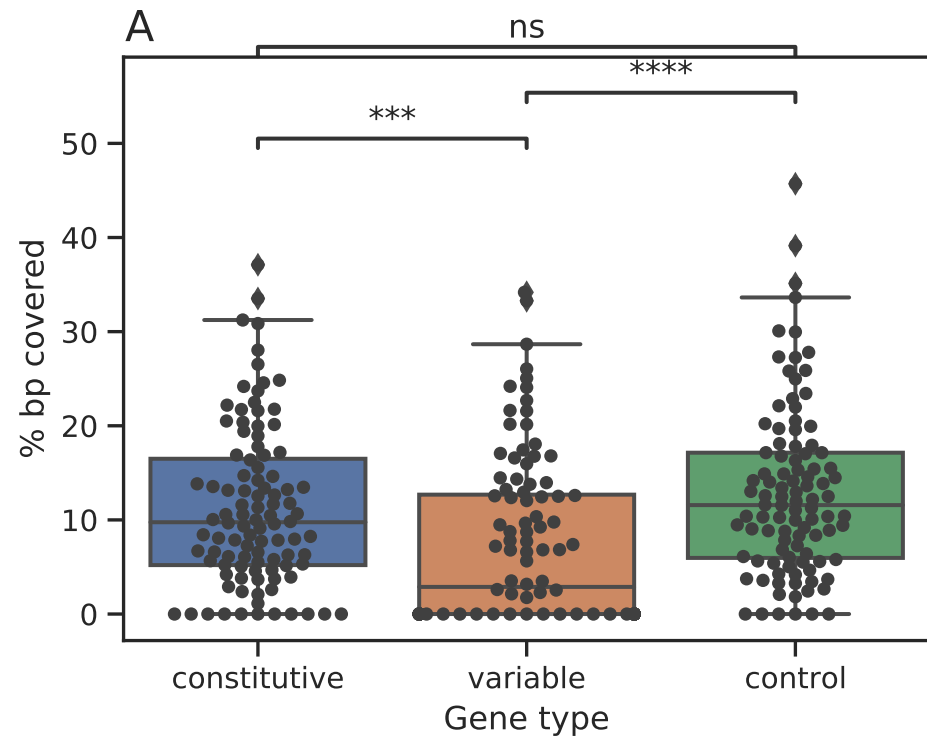 A
ns
****
***
50
40
30
20
10
0
% bp covered
constitutive variable control
Gene type